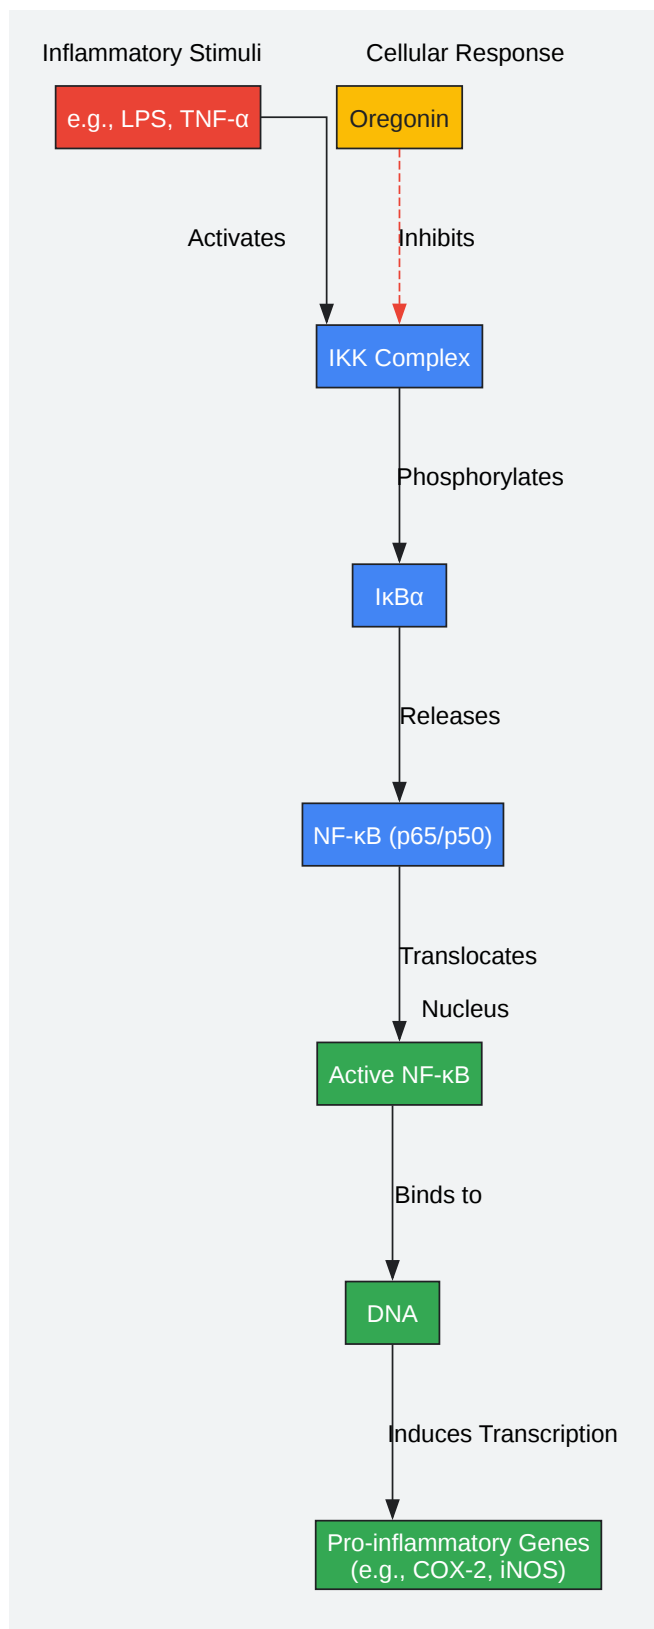 Inflammatory Stimuli
Cellular Response
e.g., LPS, TNF-α
Oregonin
Activates
Inhibits
IKK Complex
Phosphorylates
IκBα
Releases
NF-κB (p65/p50)
Translocates
Nucleus
Active NF-κB
Binds to
DNA
Induces Transcription
Pro-inflammatory Genes
(e.g., COX-2, iNOS)